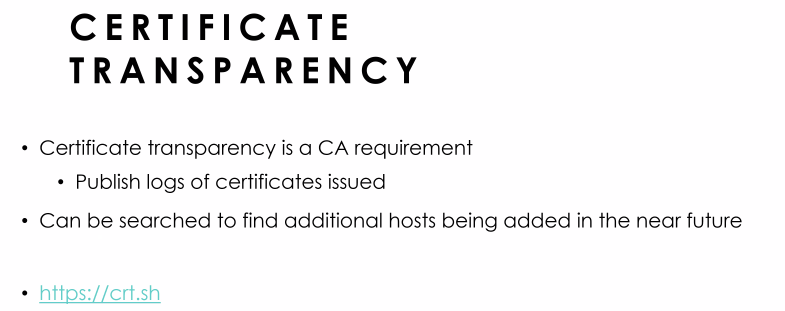 CERTIFICATE
TRANSPARENCY
• Certificate transparency is a CA requirement
• Publish logs of certificates issued
• Can be searched to find additional hosts being added in the near future
• https://crt.sh